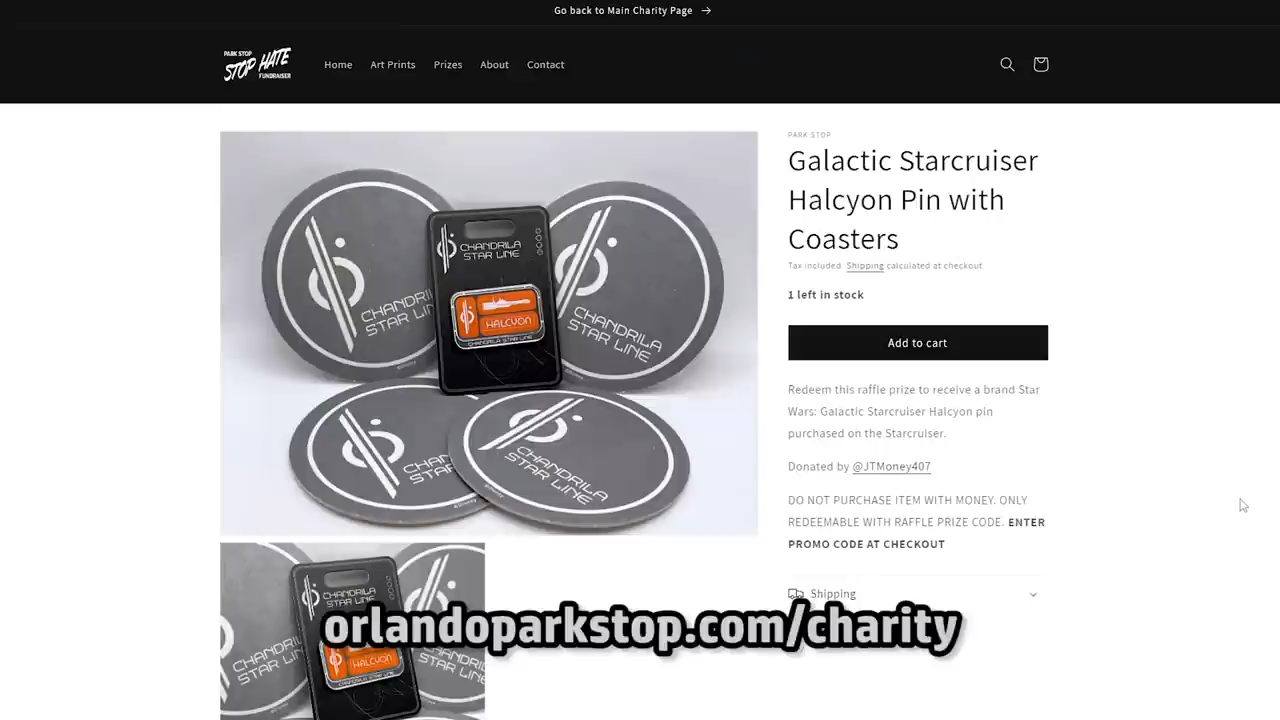 Go back to Main Charity Page →
PARK STOP
STOP HATE
FUNDRAISER
Home
Art Prints
Prizes
About
Contact
CHANDRILA
STAR LINE
CHANDRILA
STAR LINE
CHANDRILA
STAR LINE
HALCYON
CHANDRILA STAR LINE
CHANDRILA
STAR LINE
PARK STOP
Galactic Starcruiser
Halcyon Pin with
Coasters
Tax included. Shipping calculated at checkout.
1 left in stock
Add to cart
Redeem this raffle prize to receive a brand Star
Wars: Galactic Starcruiser Halcyon pin
purchased on the Starcruiser.
Donated by @JTMoney407
DO NOT PURCHASE ITEM WITH MONEY. ONLY
REDEEMABLE WITH RAFFLE PRIZE CODE. ENTER
PROMO CODE AT CHECKOUT
Shipping
CHANDRILA
STAR LINE
HALCYON
orlandoparkstop.com/charity